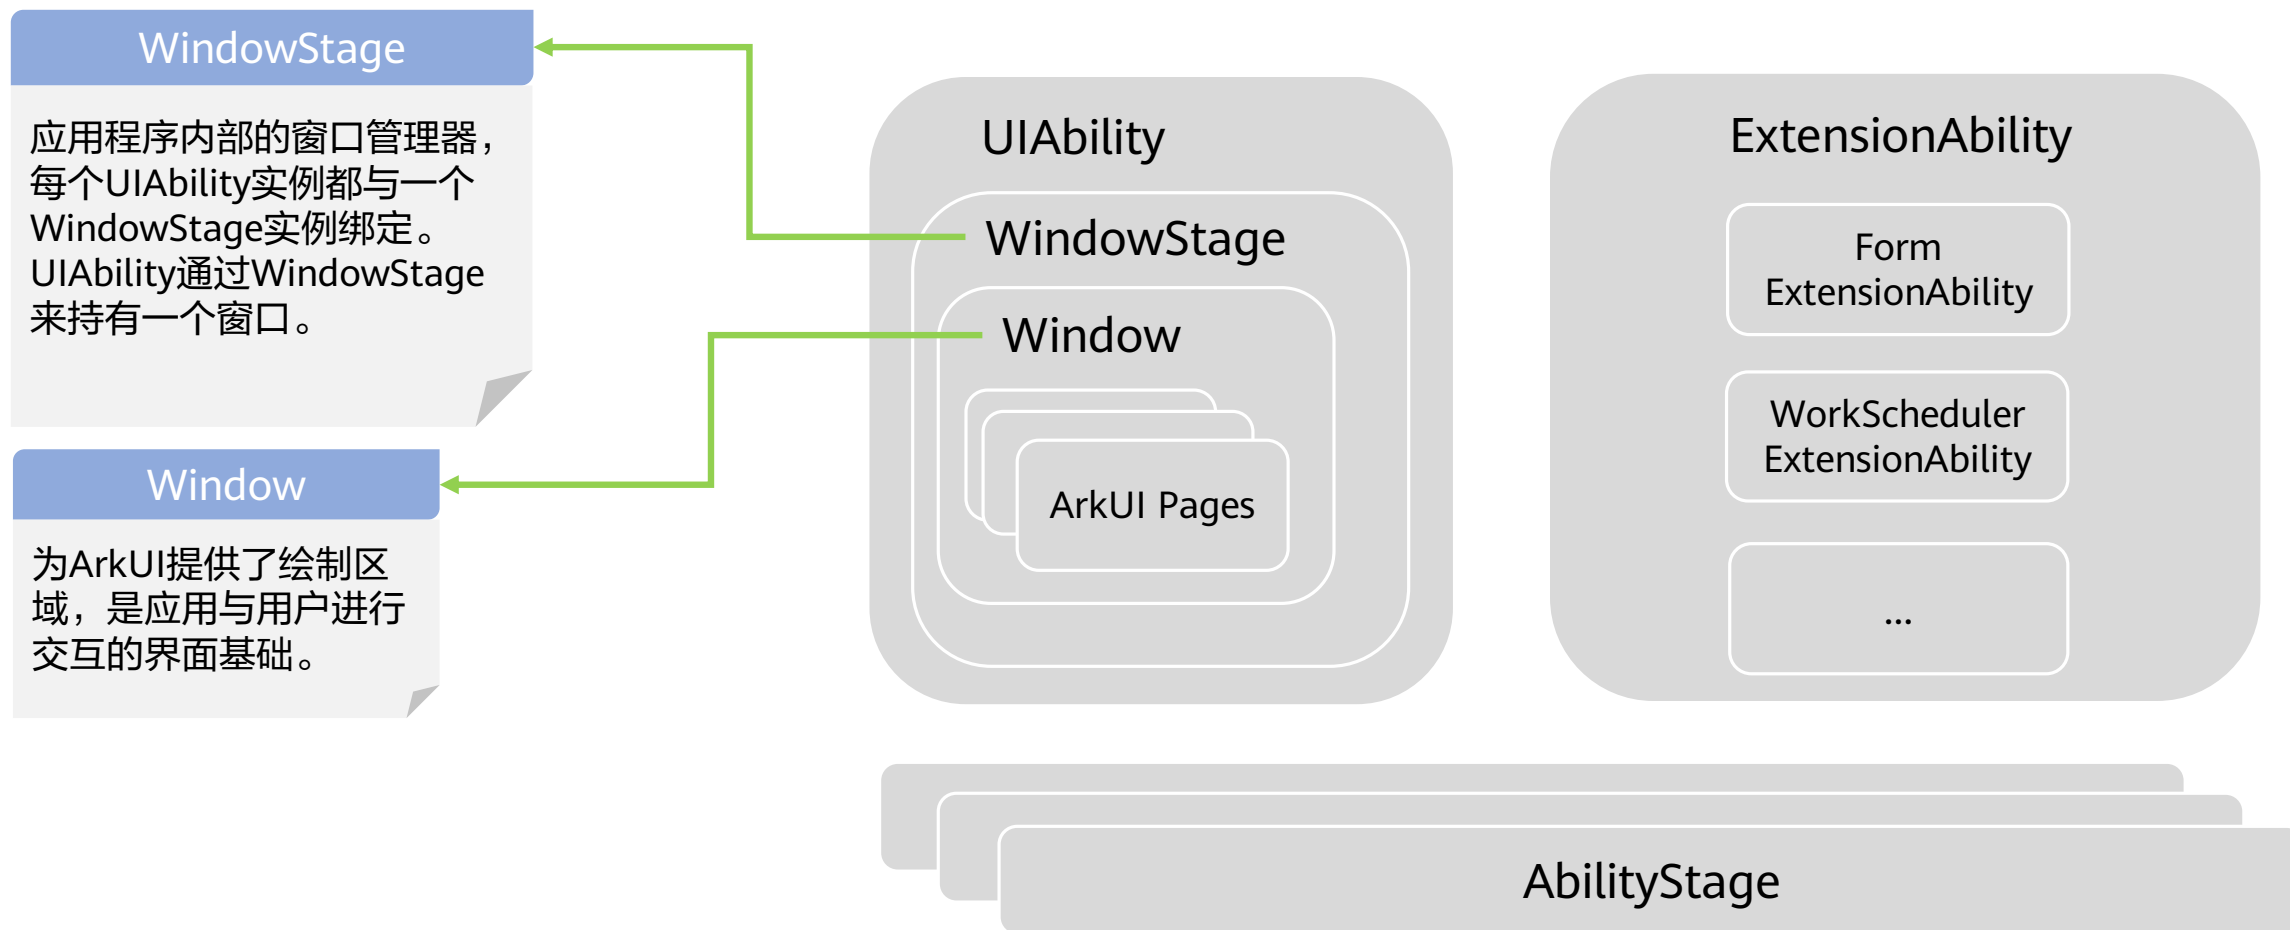 WindowStage
应用程序内部的窗口管理器，
每个UIAbility实例都与一个
WindowStage实例绑定。
UIAbility通过WindowStage
来持有一个窗口。
Window
为ArkUI提供了绘制区
域，是应用与用户进行
交互的界面基础。
UIAbility
WindowStage
Window
ArkUI Pages
ExtensionAbility
Form
ExtensionAbility
WorkScheduler
ExtensionAbility
...
AbilityStage